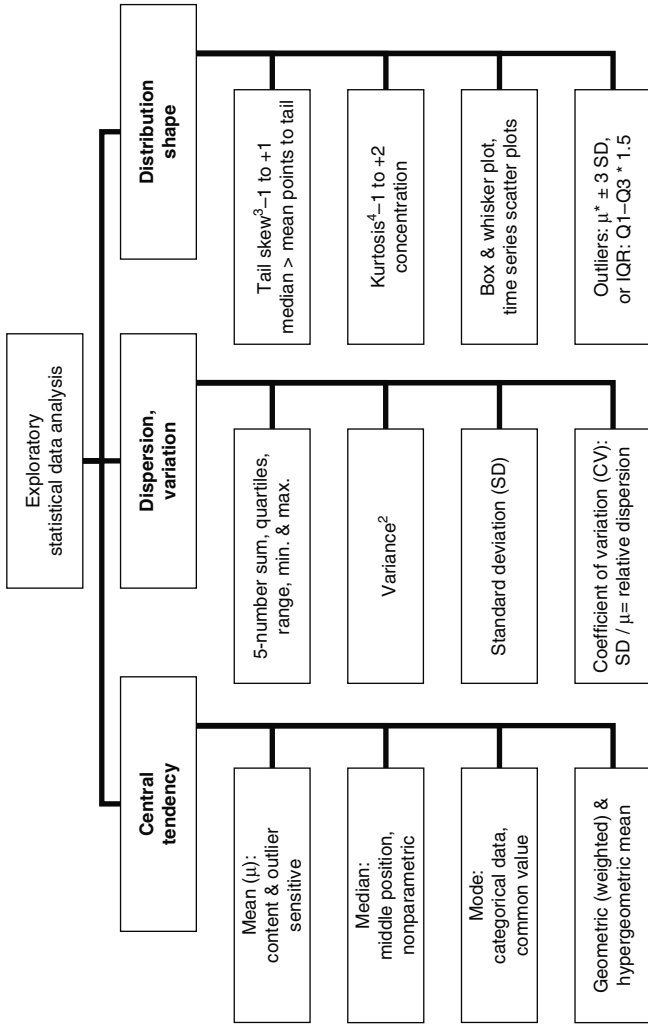 Exploratory
statistical data analysis
Central
tendency
Mean (μ):
content & outlier
sensitive
Median:
middle position,
nonparametric
Mode:
categorical data,
common value
Geometric (weighted) &
hypergeometric mean
Dispersion,
variation
5-number sum, quartiles,
range, min. & max.
Variance²
Standard deviation (SD)
Coefficient of variation (CV):
SD / μ= relative dispersion
Distribution
shape
Tail skew³–1 to +1
median > mean points to tail
Kurtosis⁴–1 to +2
concentration
Box & whisker plot,
time series scatter plots
Outliers: μ* ± 3 SD,
or IQR: Q1–Q3 * 1.5